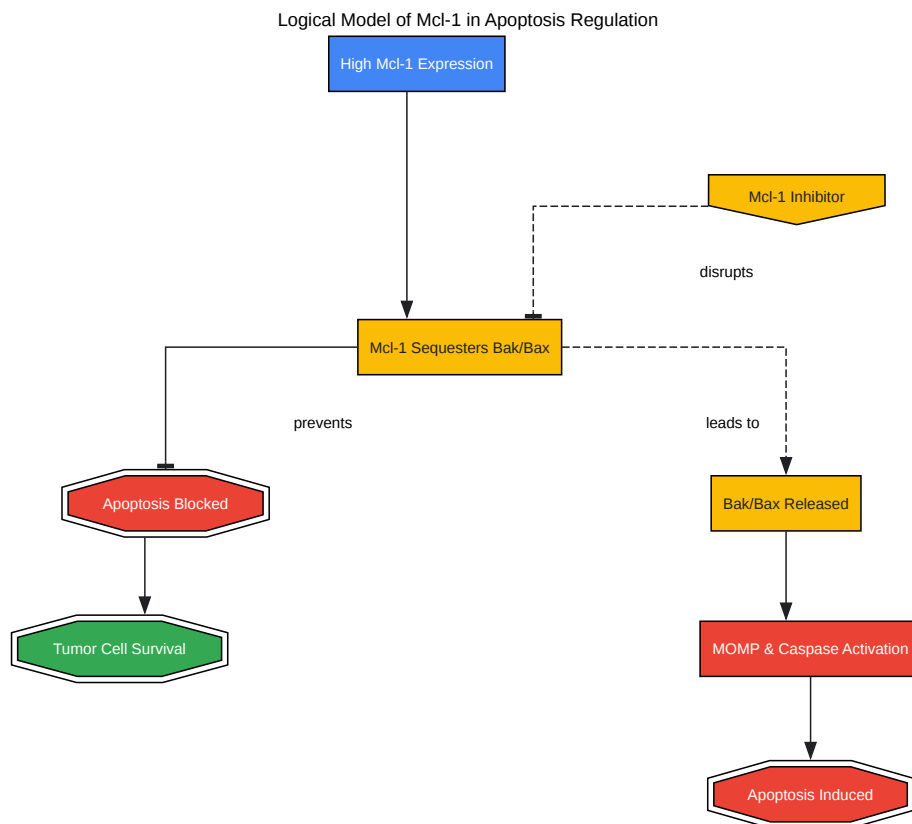 Logical Model of Mcl-1 in Apoptosis Regulation
High Mcl-1 Expression
Mcl-1 Inhibitor
disrupts
Mcl-1 Sequesters Bak/Bax
prevents
leads to
Apoptosis Blocked
Bak/Bax Released
Tumor Cell Survival
MOMP & Caspase Activation
Apoptosis Induced